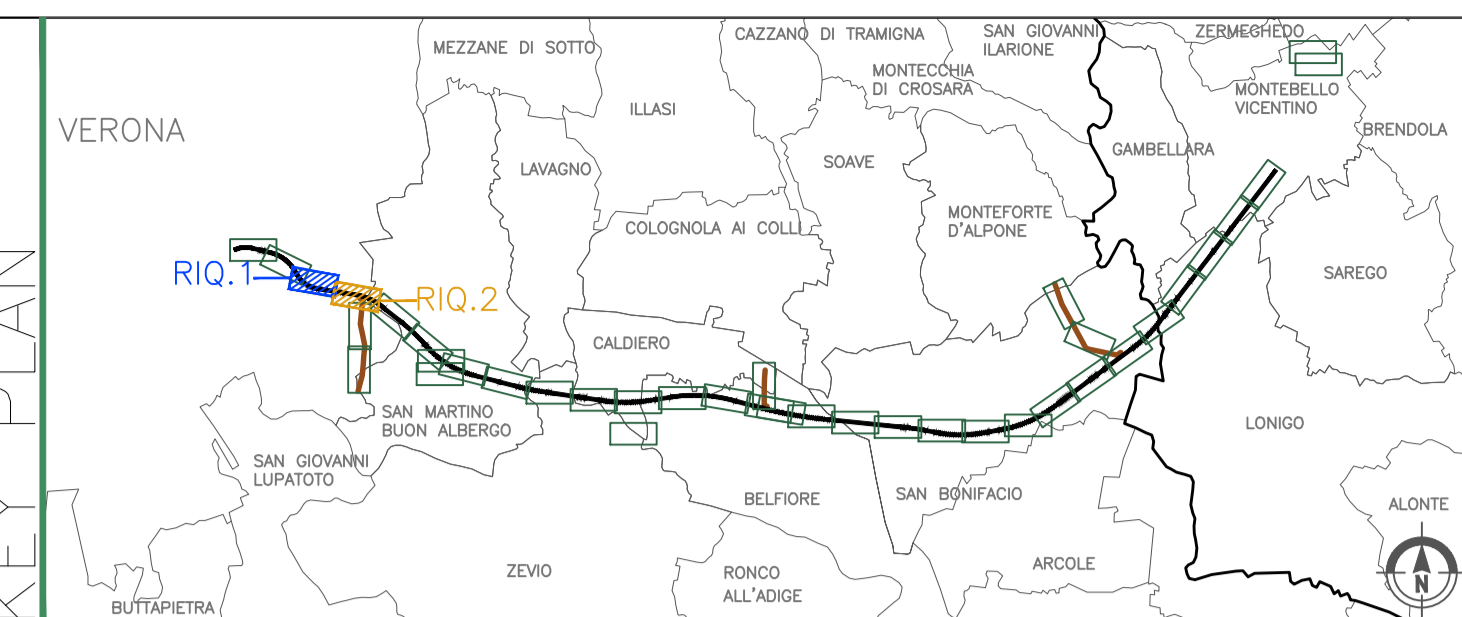 KEY PLAN
MEZZANE DI SOTTO
CAZZANO DI TRAMIGNA
SAN GIOVANNI
ILARIONE
ZERMEGHEDO
MONTECCHIA
DI CROSARA
MONTEBELLO
VICENTINO
ILLASI
VERONA
BRENDOLA
GAMBELLARA
SOAVE
LAVAGNO
MONTEFORTE
D'ALPONE
COLOGNOLA AI COLLI
RIQ.1
SAREGO
RIQ.2
CALDIERO
SAN MARTINO
BUON ALBERGO
LONIGO
SAN GIOVANNI
LUPATOTO
BELFIORE
SAN BONIFACIO
ALONTE
ZEVIO
RONCO
ALL'ADIGE
ARCOLE
N
BUTTAPIETRA